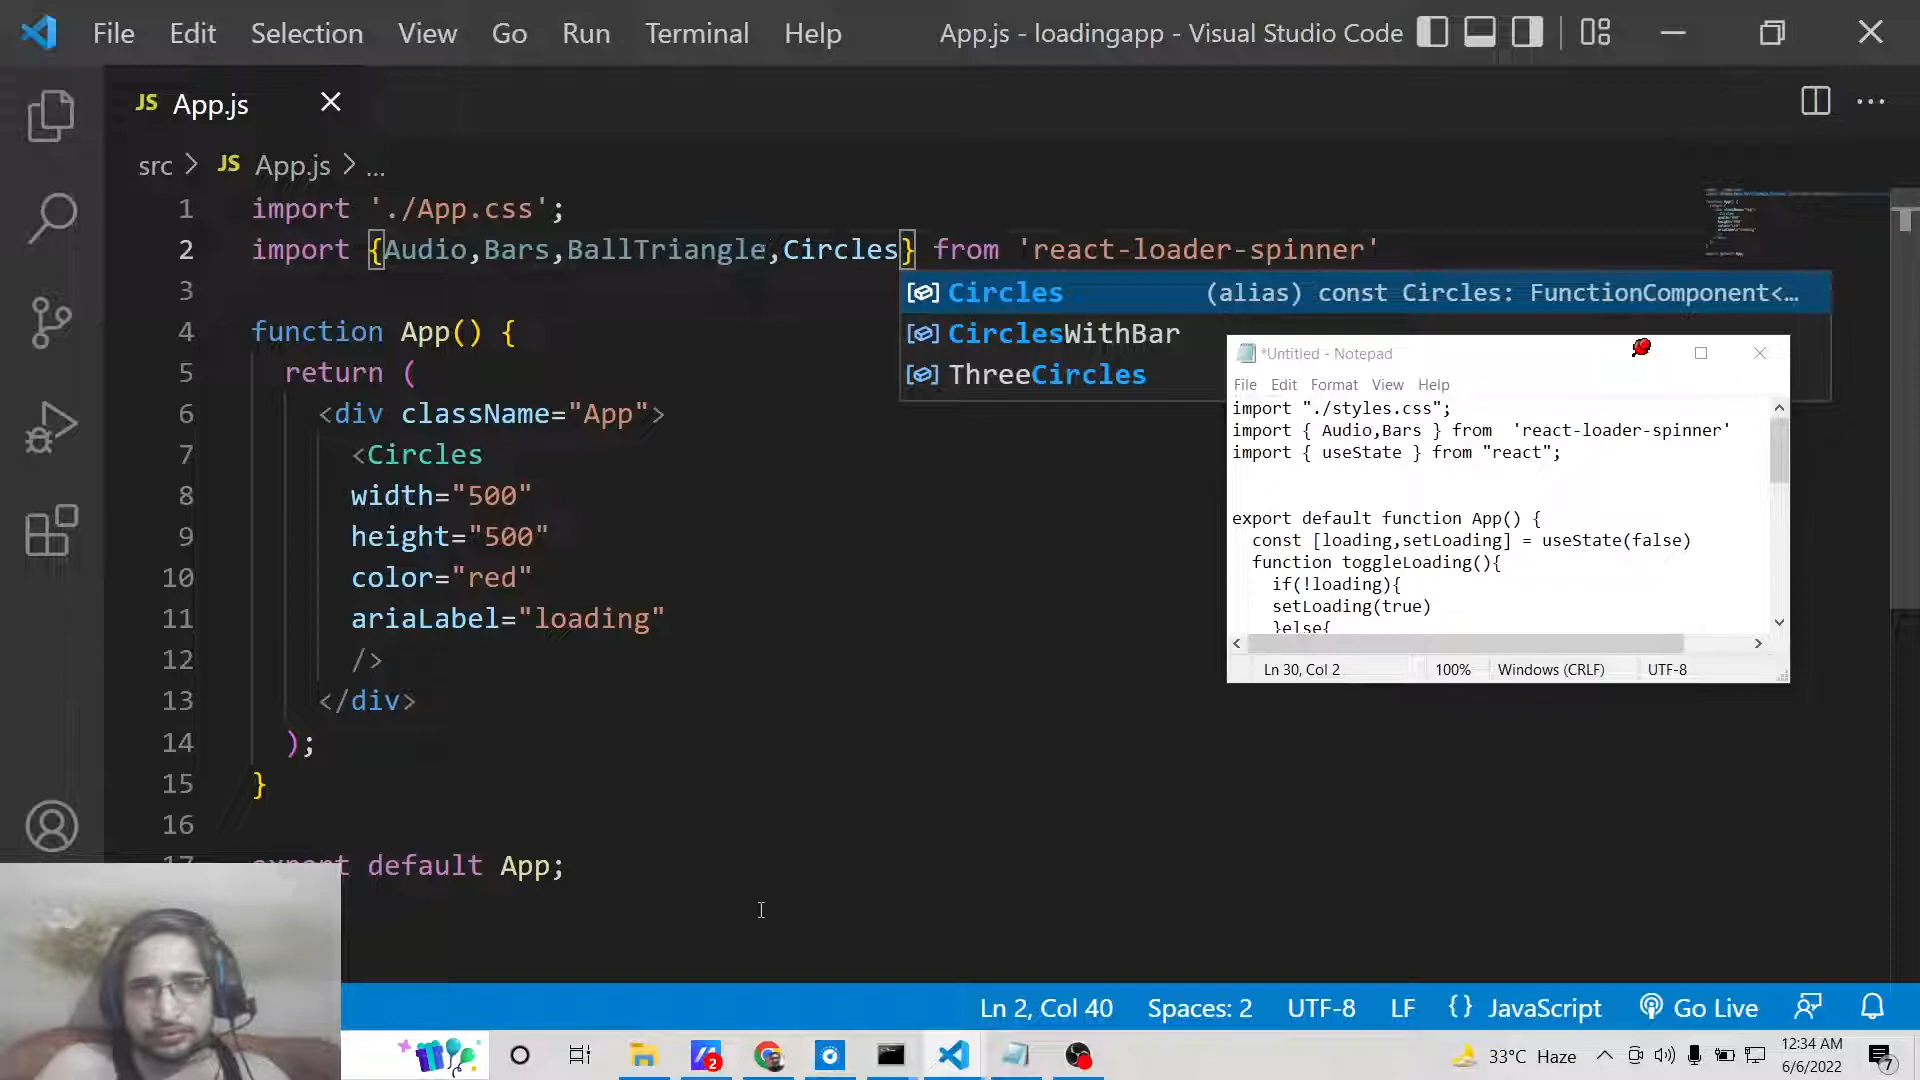 File Edit Selection View Go Run Terminal Help
App.js - loadingapp - Visual Studio Code
JS App.js
src > JS App.js > ...
1 import './App.css';
2 import {Audio,Bars,BallTriangle,Circles} from 'react-loader-spinner'
Circles (alias) const Circles: FunctionComponent<…
CirclesWithBar
ThreeCircles
3
4 function App() {
5 return (
6 <div className="App">
7 <Circles
8 width="500"
9 height="500"
10 color="red"
11 ariaLabel="loading"
12 />
13 </div>
14 );
15 }
16
17 export default App;
*Untitled - Notepad
File Edit Format View Help
import "./styles.css";
import { Audio,Bars } from 'react-loader-spinner'
import { useState } from "react";
export default function App() {
const [loading,setLoading] = useState(false)
function toggleLoading(){
if(!loading){
setLoading(true)
}else{
Ln 30, Col 2 100% Windows (CRLF) UTF-8
Ln 2, Col 40 Spaces: 2 UTF-8 LF {} JavaScript Go Live
2
33°C Haze
12:34 AM
6/6/2022
7